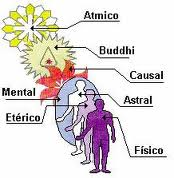 Atmico
Buddhi
Causal
Mental
Astral
Etérico
Físico